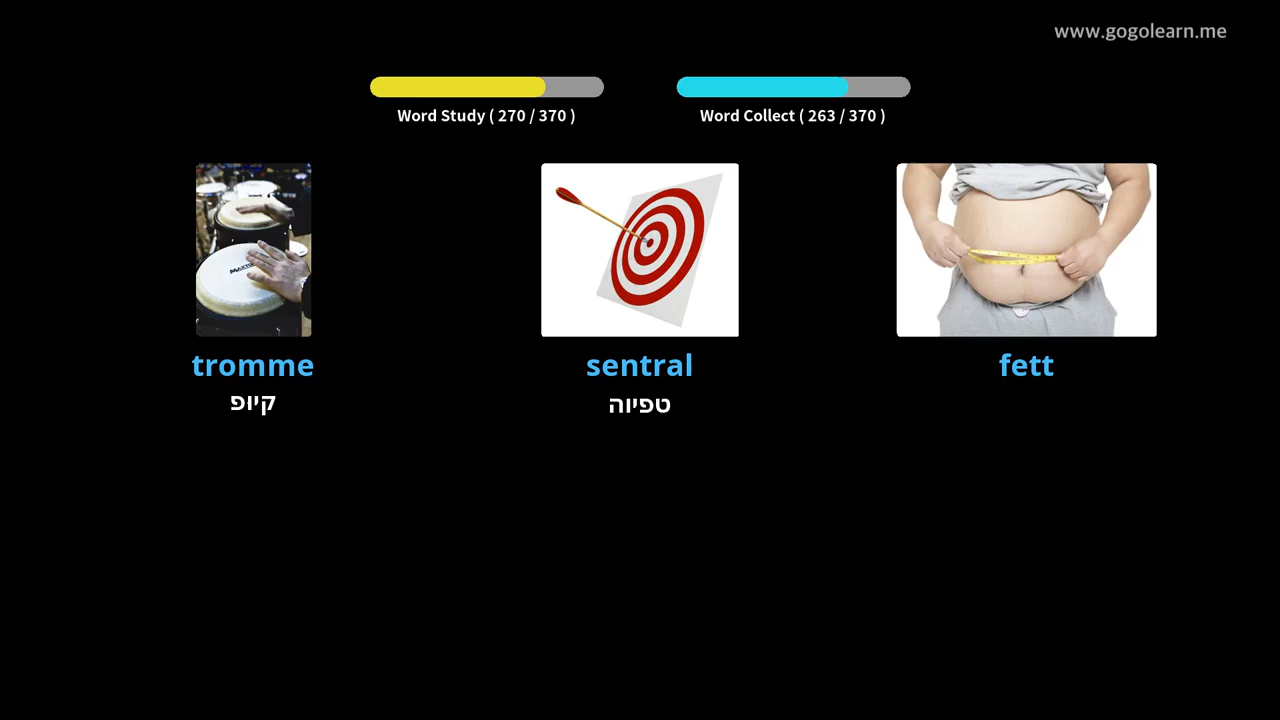 www.gogolearn.me
Word Study ( 270 / 370 )
Word Collect ( 263 / 370 )
tromme
sentral
fett
קיופ
טפיוה